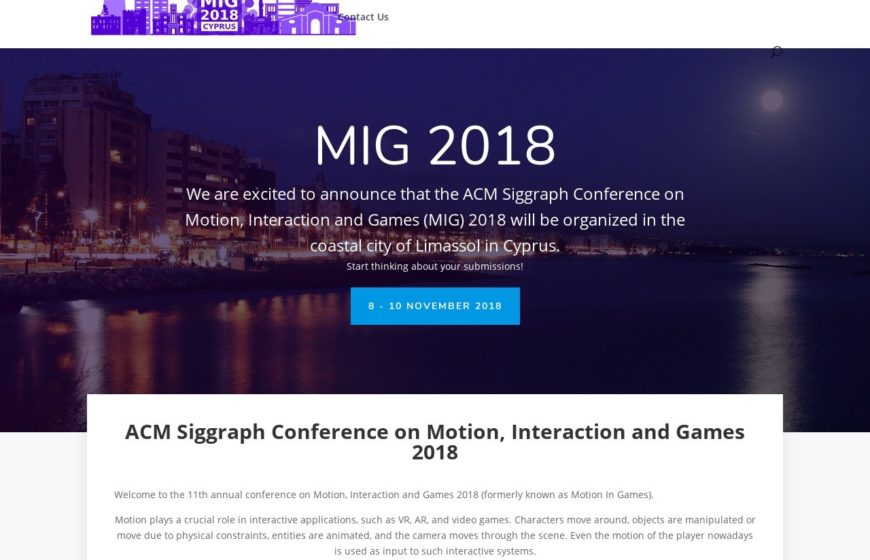 MIG
2018
CYPRUS
Contact Us
MIG 2018
We are excited to announce that the ACM Siggraph Conference on
Motion, Interaction and Games (MIG) 2018 will be organized in the
coastal city of Limassol in Cyprus.
Start thinking about your submissions!
8 - 10 NOVEMBER 2018
ACM Siggraph Conference on Motion, Interaction and Games
2018
Welcome to the 11th annual conference on Motion, Interaction and Games 2018 (formerly known as Motion In Games).
Motion plays a crucial role in interactive applications, such as VR, AR, and video games. Characters move around, objects are manipulated or
move due to physical constraints, entities are animated, and the camera moves through the scene. Even the motion of the player nowadays
is used as input to such interactive systems.